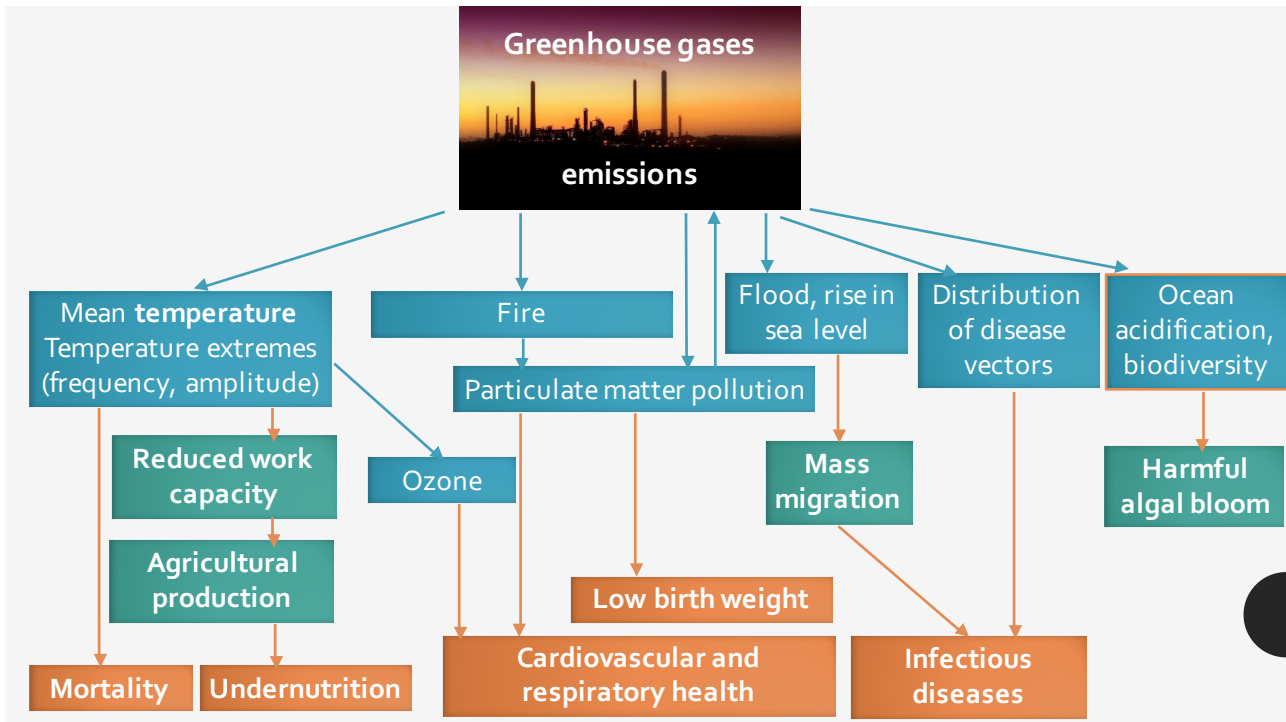 Greenhouse gases
emissions
Mean temperature
Temperature extremes
(frequency, amplitude)
Fire
Particulate matter pollution
Flood, rise in
sea level
Distribution
of disease
vectors
Ocean
acidification,
biodiversity
Reduced work
capacity
Ozone
Mass
migration
Harmful
algal bloom
Agricultural
production
Low birth weight
Mortality
Undernutrition
Cardiovascular and
respiratory health
Infectious
diseases